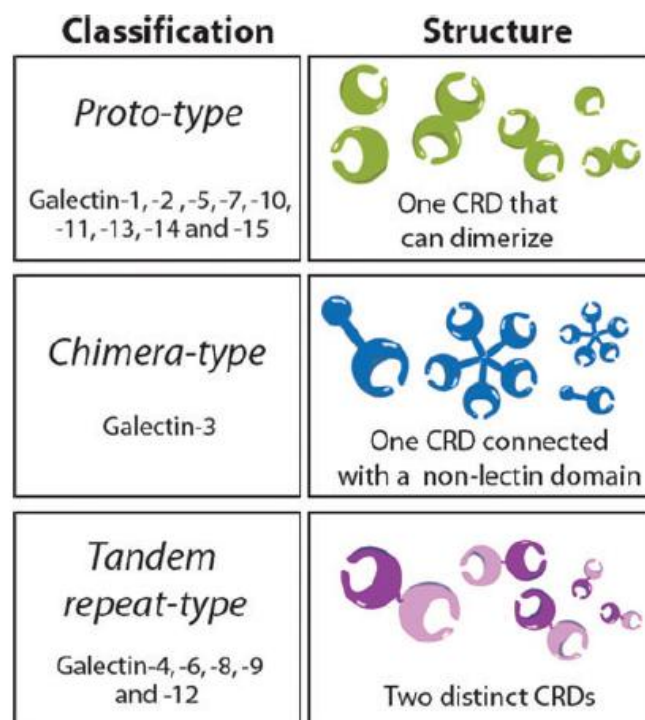 Classification
Structure
Proto-type
Galectin-1, -2 , -5, -7, -10,
-11, -13, -14 and -15
One CRD that
can dimerize
Chimera-type
Galectin-3
One CRD connected
with a non-lectin domain
Tandem
repeat-type
Galectin-4, -6, -8, -9
and -12
Two distinct CRDs